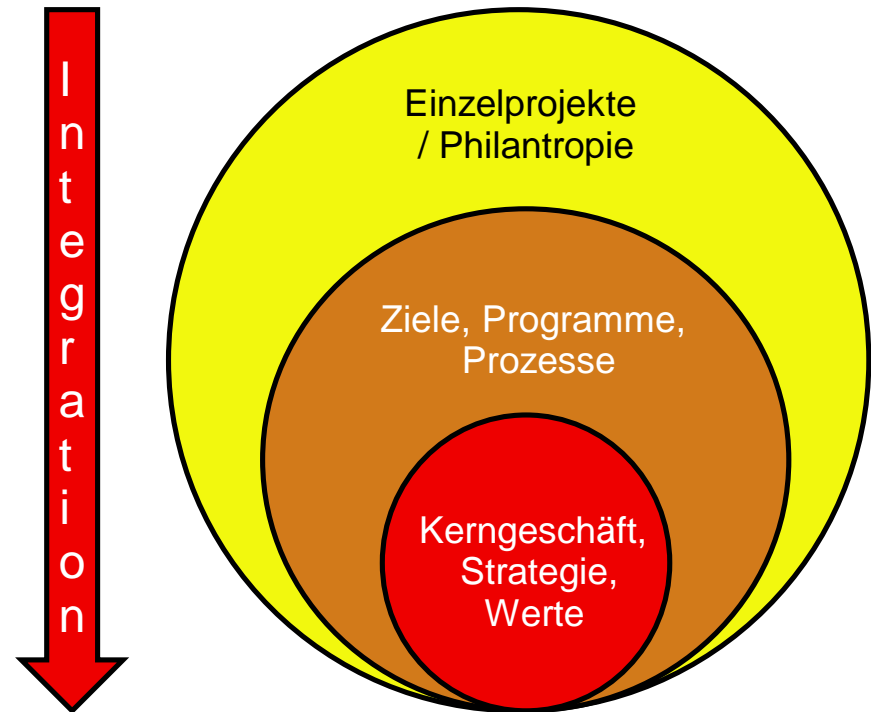 Integration
Einzelprojekte
/ Philantropie
Ziele, Programme,
Prozesse
Kerngeschäft,
Strategie,
Werte